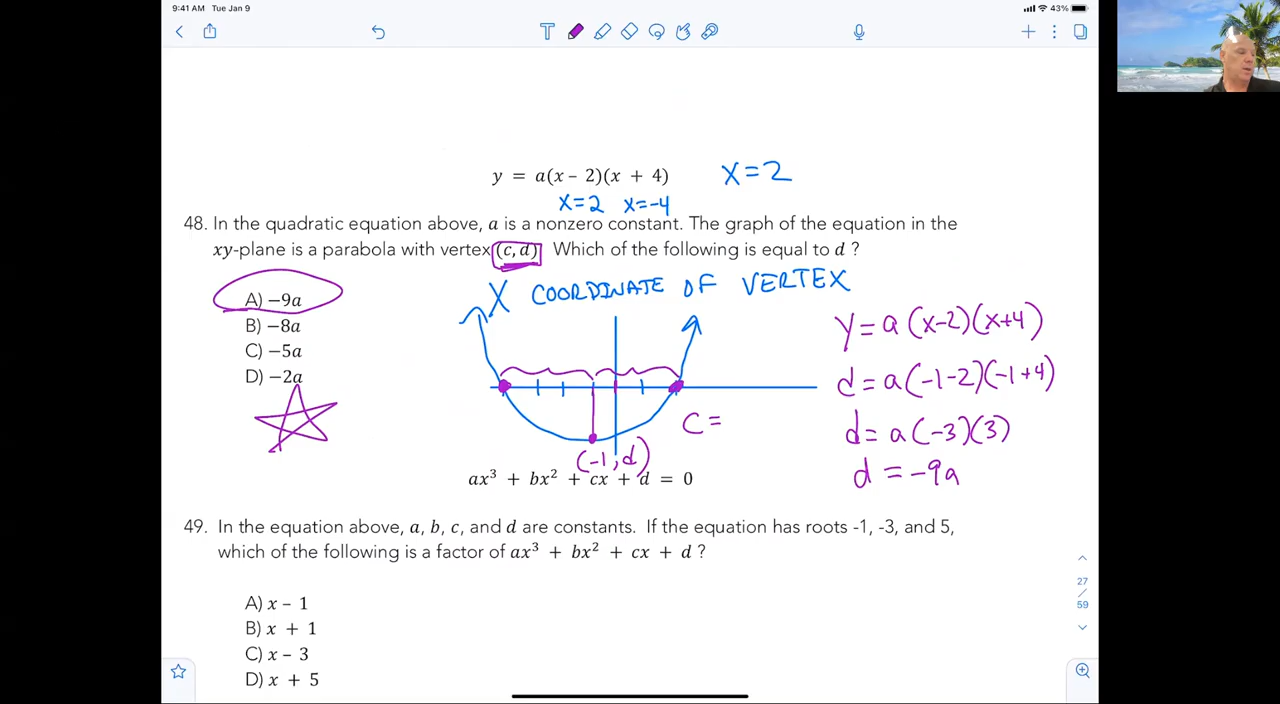 9:41 AM Tue Jan 9
43%
y = a(x – 2)(x + 4)
x=2
x=2 x=-4
48. In the quadratic equation above, a is a nonzero constant. The graph of the equation in the
xy-plane is a parabola with vertex (c, d) Which of the following is equal to d ?
X COORDINATE OF VERTEX
A) –9a
B) –8a
C) –5a
D) –2a
y = a(x-2)(x+4)
d = a(-1-2)(-1+4)
d = a(-3)(3)
d = -9a
C =
(-1, d)
ax³ + bx² + cx + d = 0
49. In the equation above, a, b, c, and d are constants. If the equation has roots -1, -3, and 5,
which of the following is a factor of ax³ + bx² + cx + d ?
A) x – 1
B) x + 1
C) x – 3
D) x + 5
27
/
59